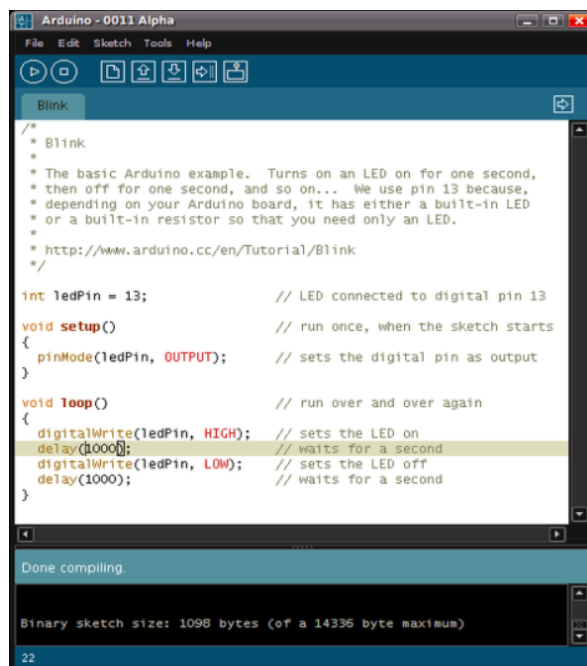 Arduino - 0011 Alpha
File Edit Sketch Tools Help
Blink
/*
 * Blink
 *
 * The basic Arduino example.  Turns on an LED on for one second,
 * then off for one second, and so on...  We use pin 13 because,
 * depending on your Arduino board, it has either a built-in LED
 * or a built-in resistor so that you need only an LED.
 *
 * http://www.arduino.cc/en/Tutorial/Blink
 */
int ledPin = 13;                // LED connected to digital pin 13
void setup()                    // run once, when the sketch starts
{
  pinMode(ledPin, OUTPUT);      // sets the digital pin as output
}
void loop()                     // run over and over again
{
  digitalWrite(ledPin, HIGH);   // sets the LED on
  delay(1000);                  // waits for a second
  digitalWrite(ledPin, LOW);    // sets the LED off
  delay(1000);                  // waits for a second
}
Done compiling.
Binary sketch size: 1098 bytes (of a 14336 byte maximum)
22